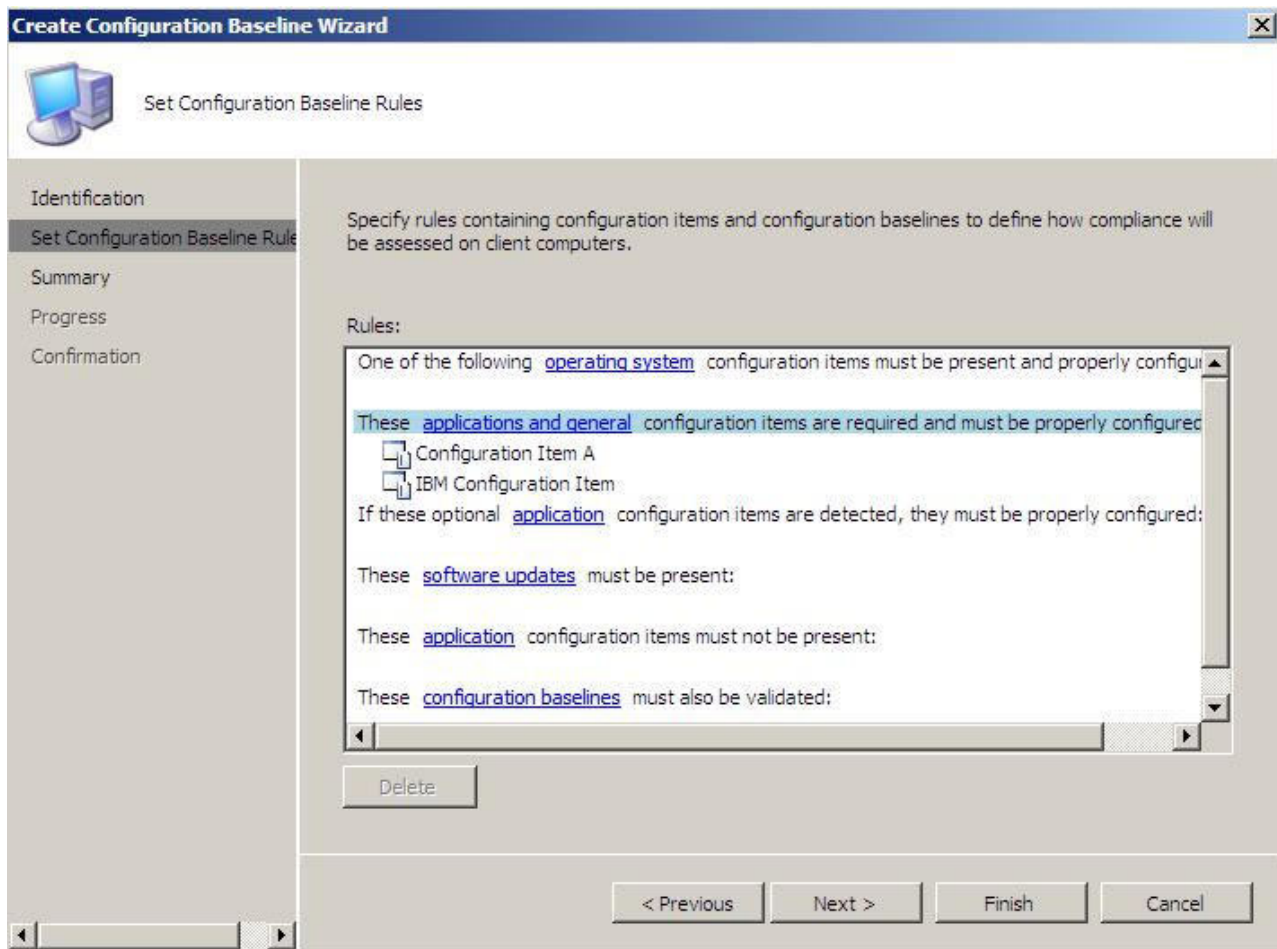 Create Configuration Baseline Wizard
Set Configuration Baseline Rules
Identification
Set Configuration Baseline Rule
Summary
Progress
Confirmation
Specify rules containing configuration items and configuration baselines to define how compliance will
be assessed on client computers.
Rules:
One of the following operating system configuration items must be present and properly configur
These applications and general configuration items are required and must be properly configured
Configuration Item A
IBM Configuration Item
If these optional application configuration items are detected, they must be properly configured:
These software updates must be present:
These application configuration items must not be present:
These configuration baselines must also be validated:
Delete
< Previous
Next >
Finish
Cancel